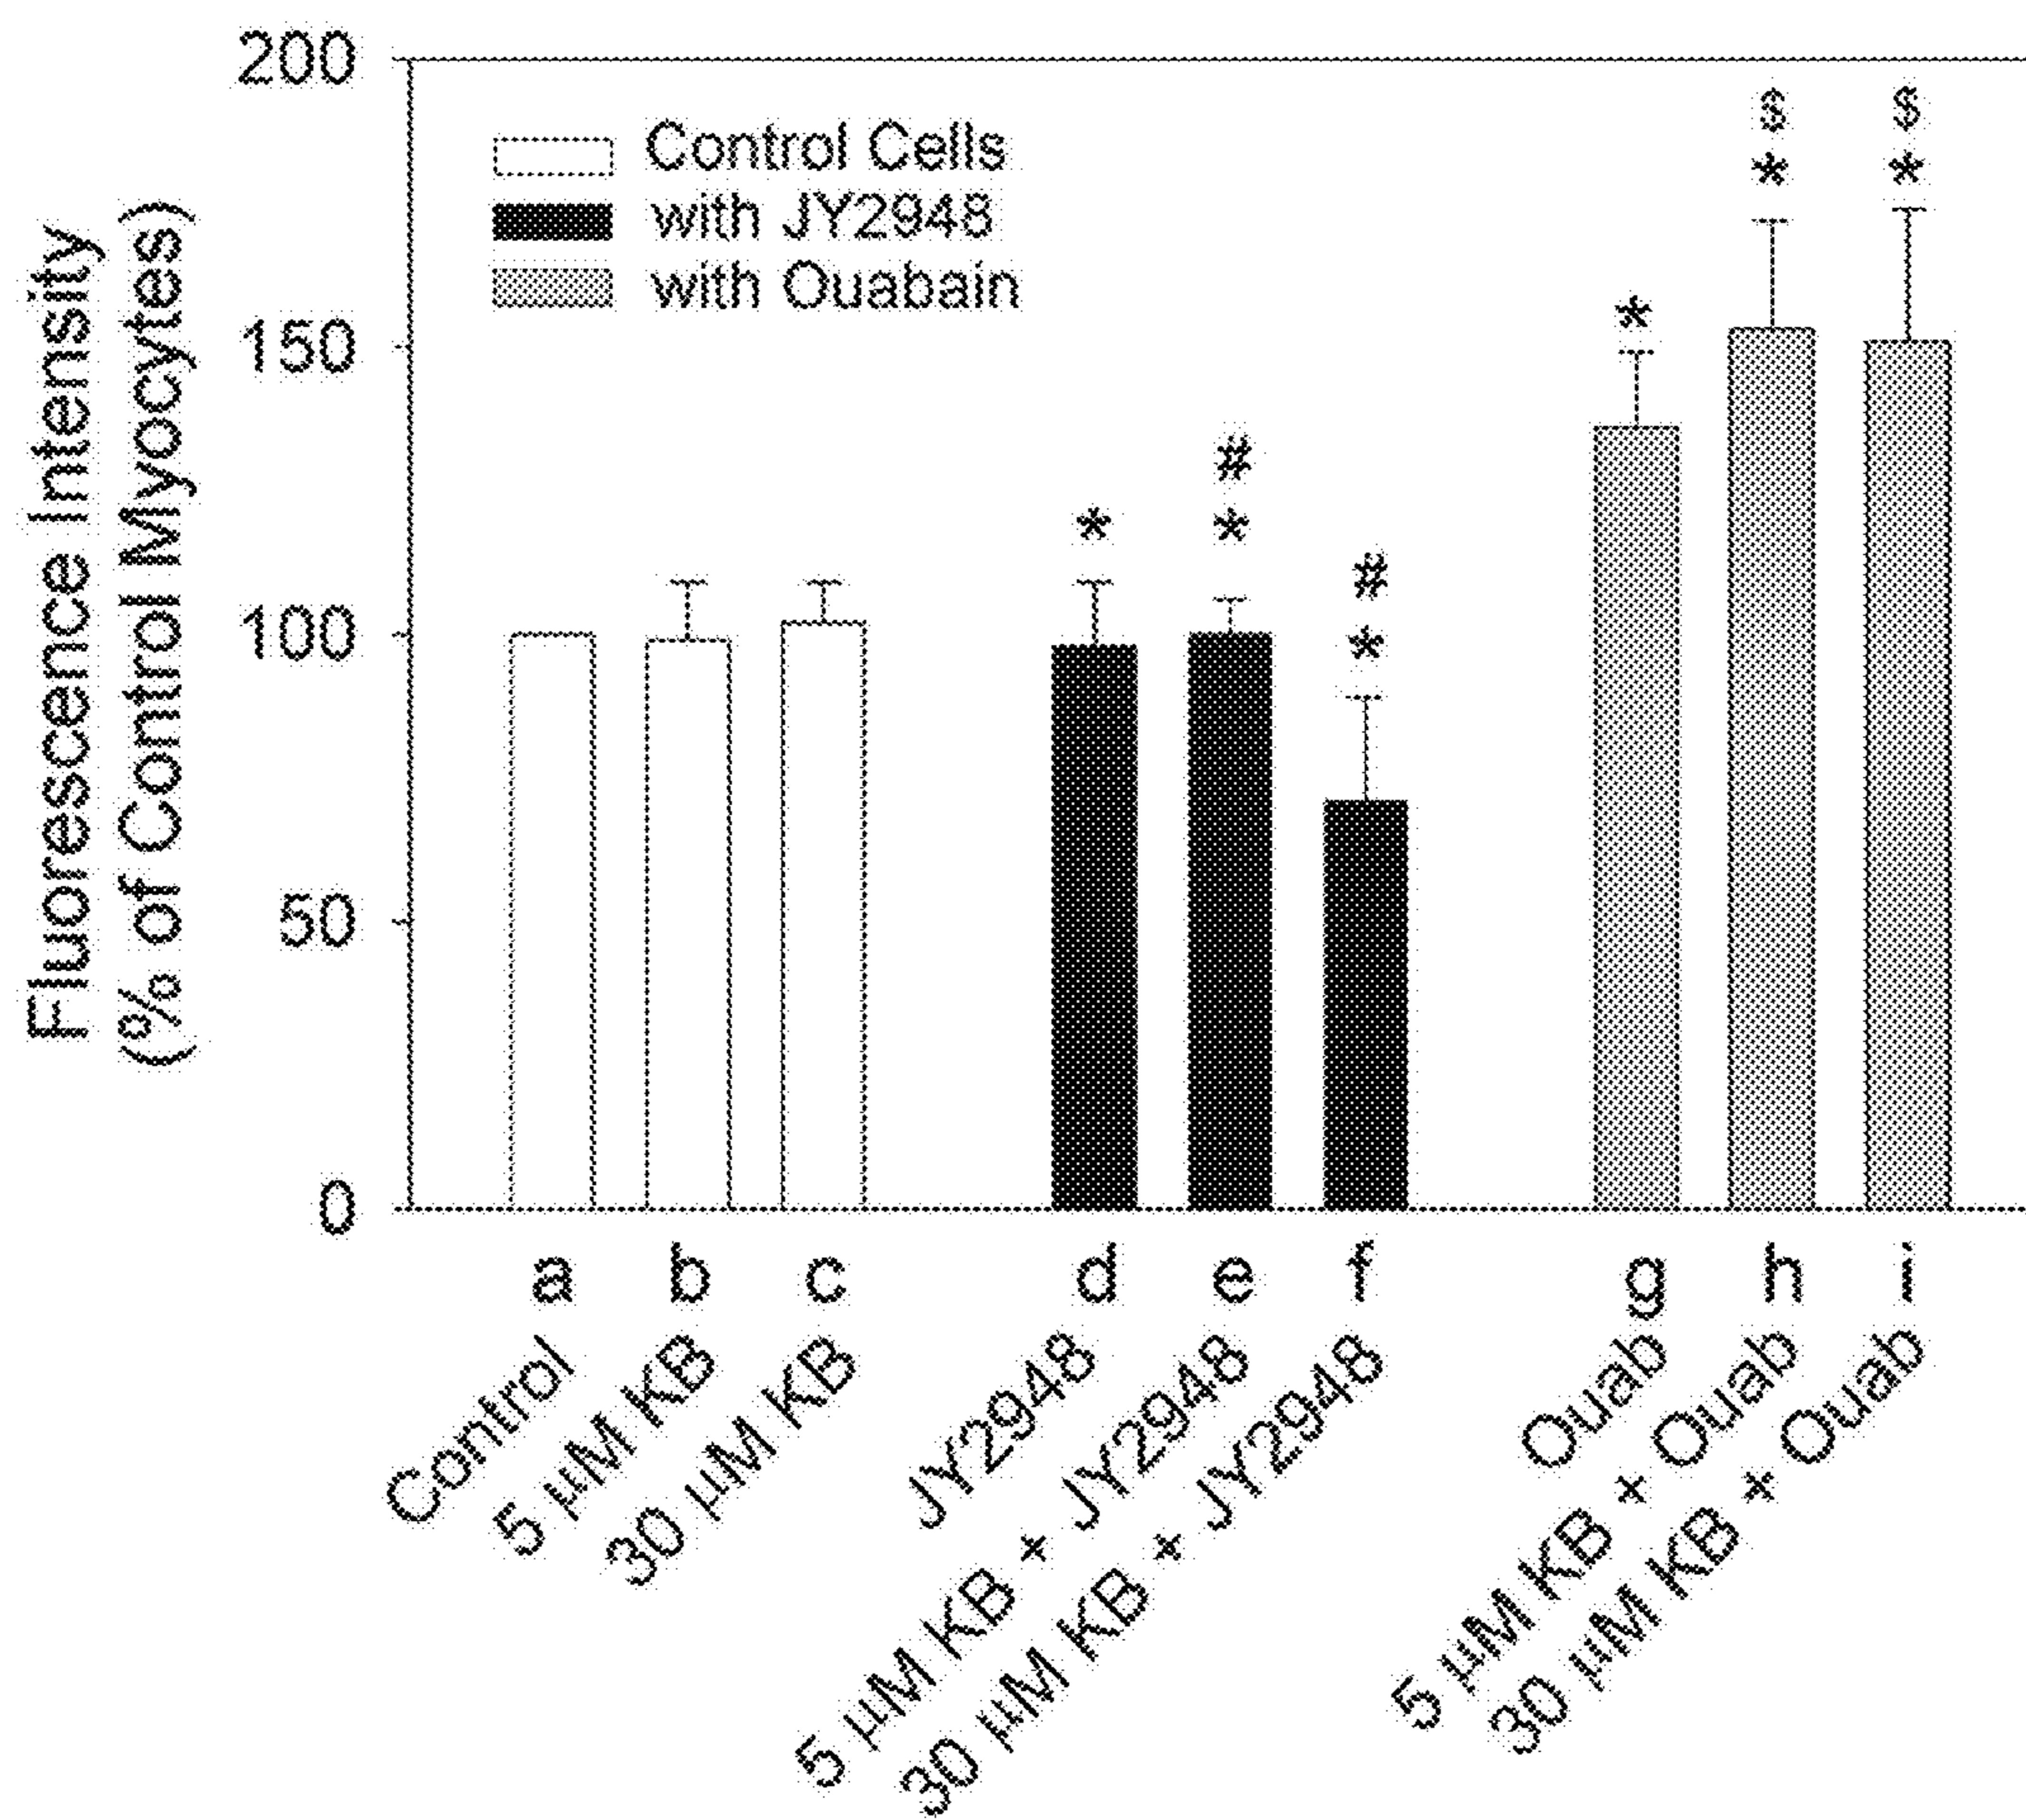 Fluorescence Intensity
(% of Control Myocytes)
200
150
100
50
0
Control Cells
with JY2948
with Ouabain
*
#
*
#
*
*
$
*
$
*
a b c d e f g h i
Control
5 µM KB
30 µM KB
JY2948
5 µM KB + JY2948
30 µM KB + JY2948
Ouab
5 µM KB + Ouab
30 µM KB + Ouab